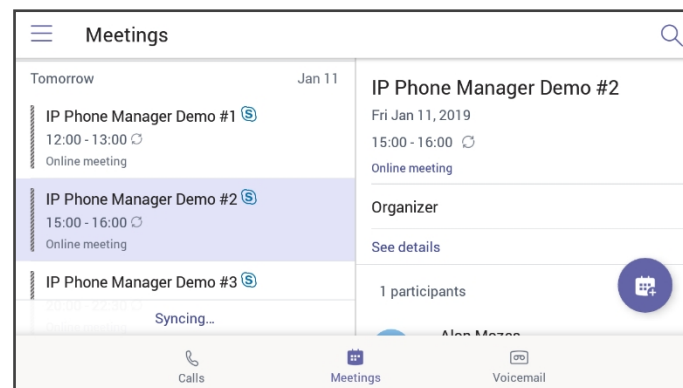 Meetings
Tomorrow Jan 11
IP Phone Manager Demo #1
12:00 - 13:00
Online meeting
IP Phone Manager Demo #2
15:00 - 16:00
Online meeting
IP Phone Manager Demo #3
Syncing...
IP Phone Manager Demo #2
Fri Jan 11, 2019
15:00 - 16:00
Online meeting
Organizer
See details
1 participants
Calls
Meetings
Voicemail